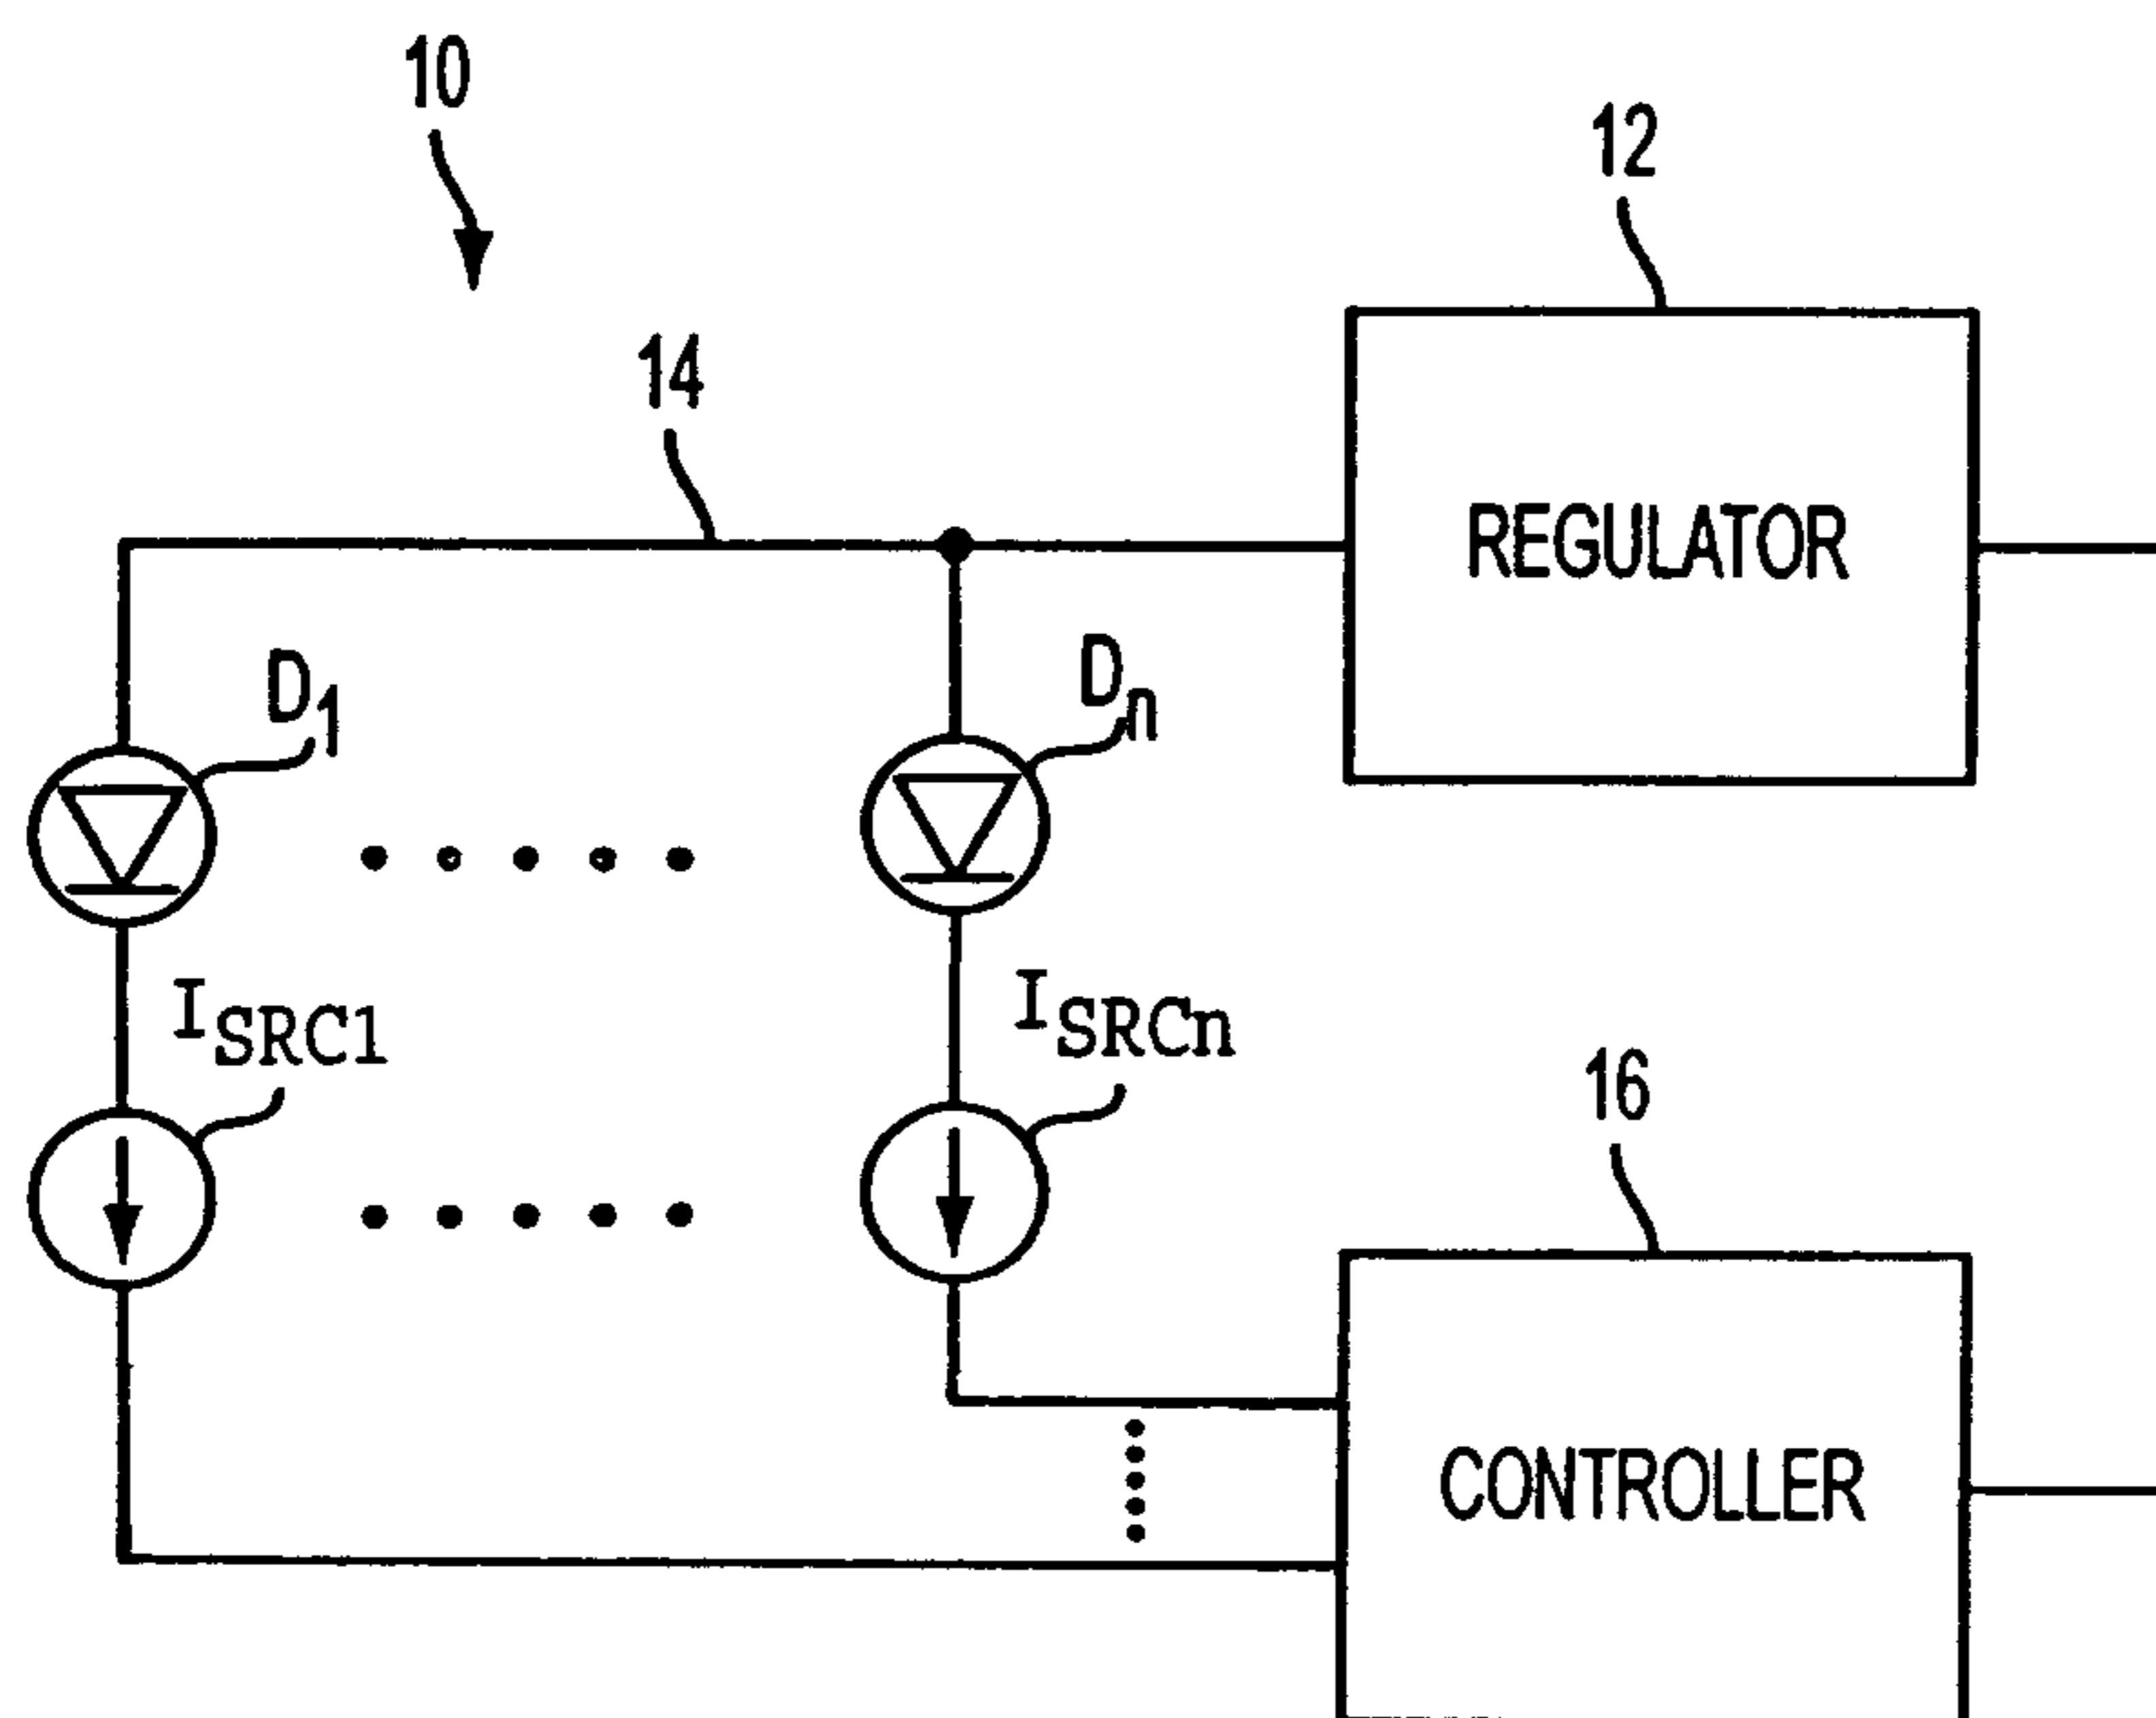 10
12
14
REGULATOR
D1
Dn
ISRC1
ISRCn
16
CONTROLLER